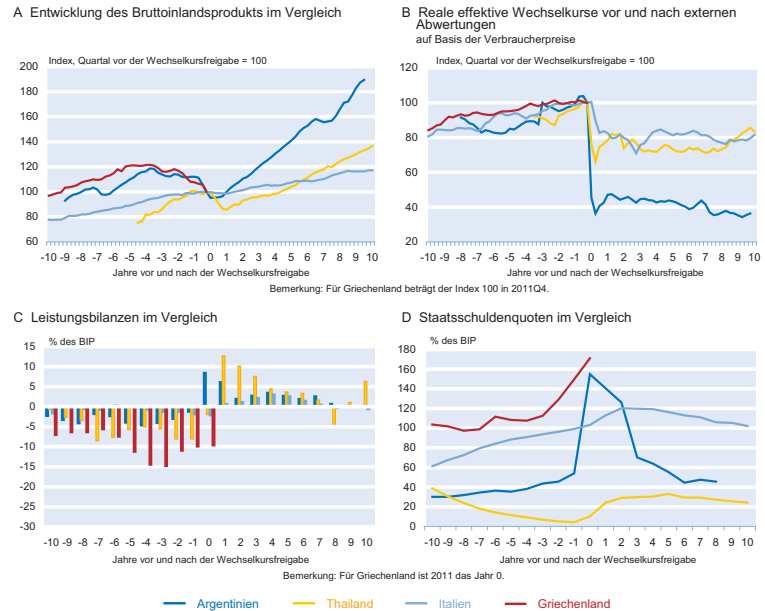 A Entwicklung des Bruttoinlandsprodukts im Vergleich
Index, Quartal vor der Wechselkursfreigabe = 100
200
180
160
140
120
100
80
60
-10 -9 -8 -7 -6 -5 -4 -3 -2 -1 0 1 2 3 4 5 6 7 8 9 10
Jahre vor und nach der Wechselkursfreigabe
B Reale effektive Wechselkurse vor und nach externen
Abwertungen
auf Basis der Verbraucherpreise
Index, Quartal vor der Wechselkursfreigabe = 100
120
100
80
60
40
20
-10 -9 -8 -7 -6 -5 -4 -3 -2 -1 0 1 2 3 4 5 6 7 8 9 10
Jahre vor und nach der Wechselkursfreigabe
Bemerkung: Für Griechenland beträgt der Index 100 in 2011Q4.
C Leistungsbilanzen im Vergleich
% des BIP
15
10
5
0
-5
-10
-15
-20
-25
-30
-10 -9 -8 -7 -6 -5 -4 -3 -2 -1 0 1 2 3 4 5 6 7 8 9 10
Jahre vor und nach der Wechselkursfreigabe
D Staatsschuldenquoten im Vergleich
% des BIP
180
160
140
120
100
80
60
40
20
0
-10 -9 -8 -7 -6 -5 -4 -3 -2 -1 0 1 2 3 4 5 6 7 8 9 10
Jahre vor und nach der Wechselkursfreigabe
Bemerkung: Für Griechenland ist 2011 das Jahr 0.
Argentinien Thailand Italien Griechenland